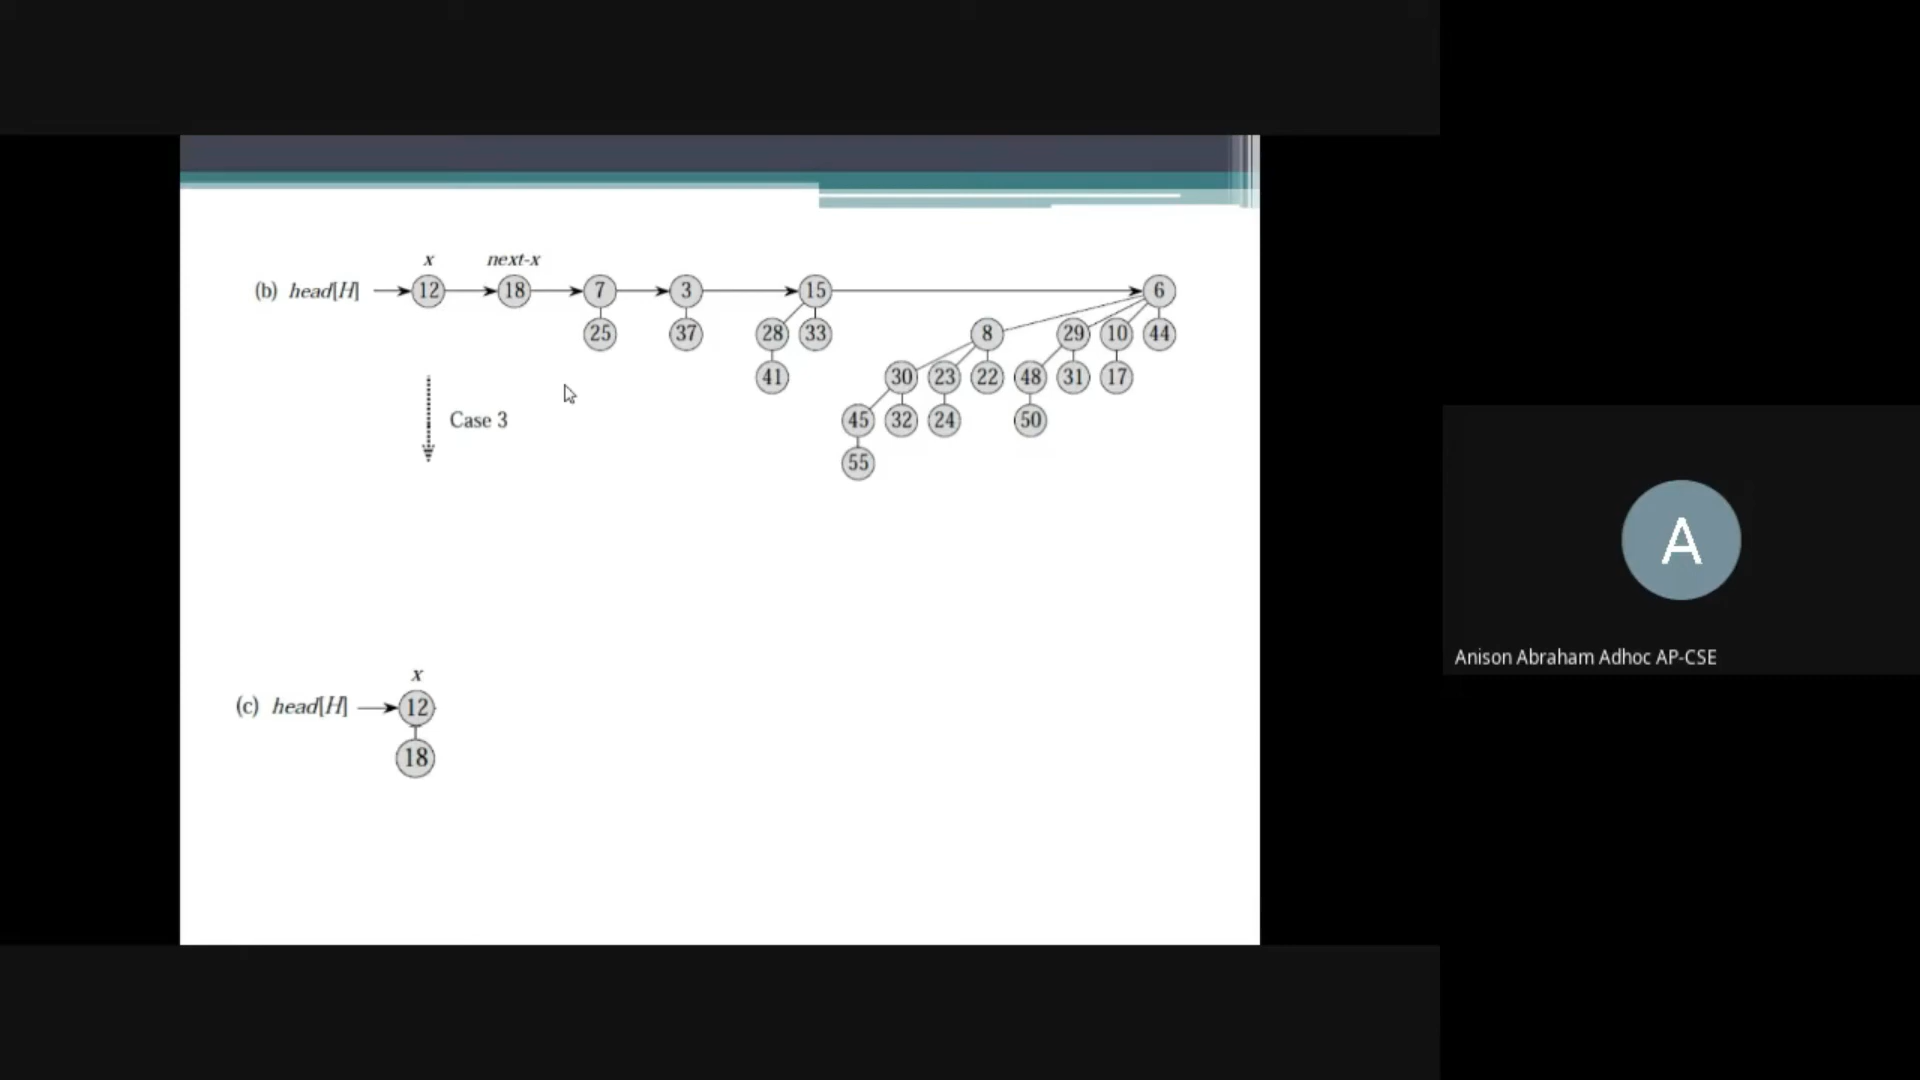 x next-x
(b) head[H] 12 18 7 3 15 6
25 37 28 33 8 29 10 44
41 30 23 22 48 31 17
Case 3 45 32 24 50
55
x
(c) head[H] 12
18
A
Anison Abraham Adhoc AP-CSE